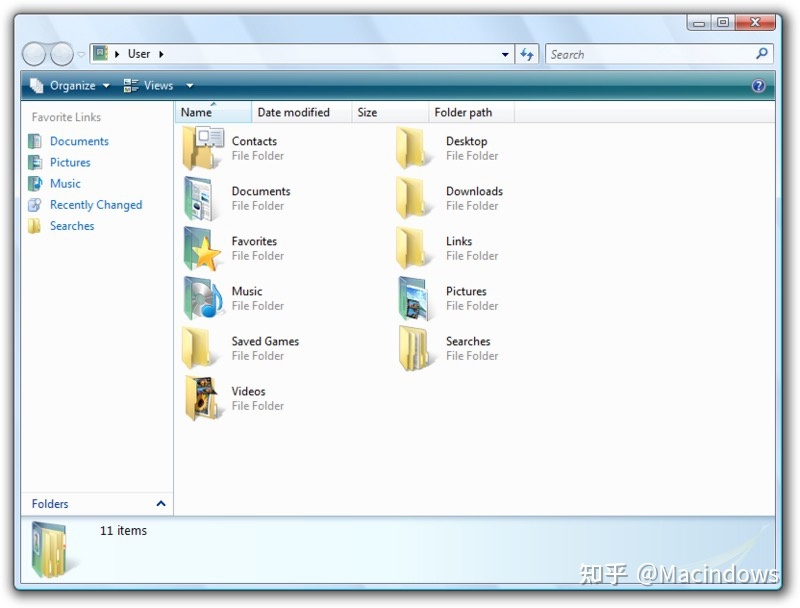 User
Search
Organize Views
Favorite Links
Documents
Pictures
Music
Recently Changed
Searches
Folders
Name Date modified Size Folder path
Contacts
File Folder
Desktop
File Folder
Documents
File Folder
Downloads
File Folder
Favorites
File Folder
Links
File Folder
Music
File Folder
Pictures
File Folder
Saved Games
File Folder
Searches
File Folder
Videos
File Folder
11 items
知乎 @Macindows